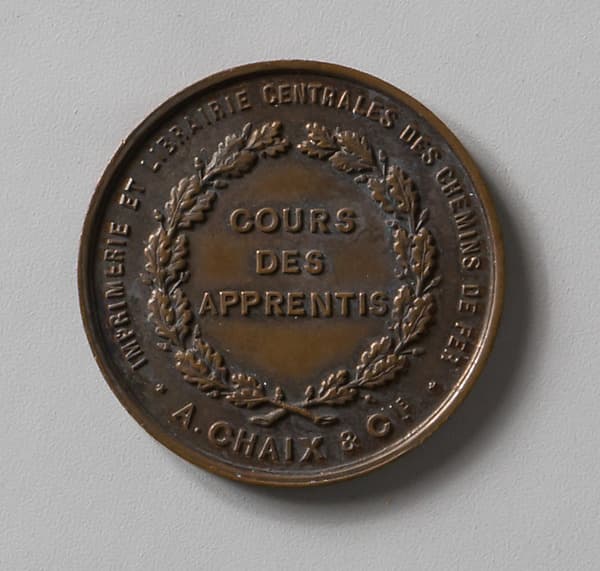 IMPRIMERIE ET LIBRAIRIE CENTRALES DES CHEMINS DE FER
COURS
DES
APPRENTIS
* A. CHAIX & CIE *